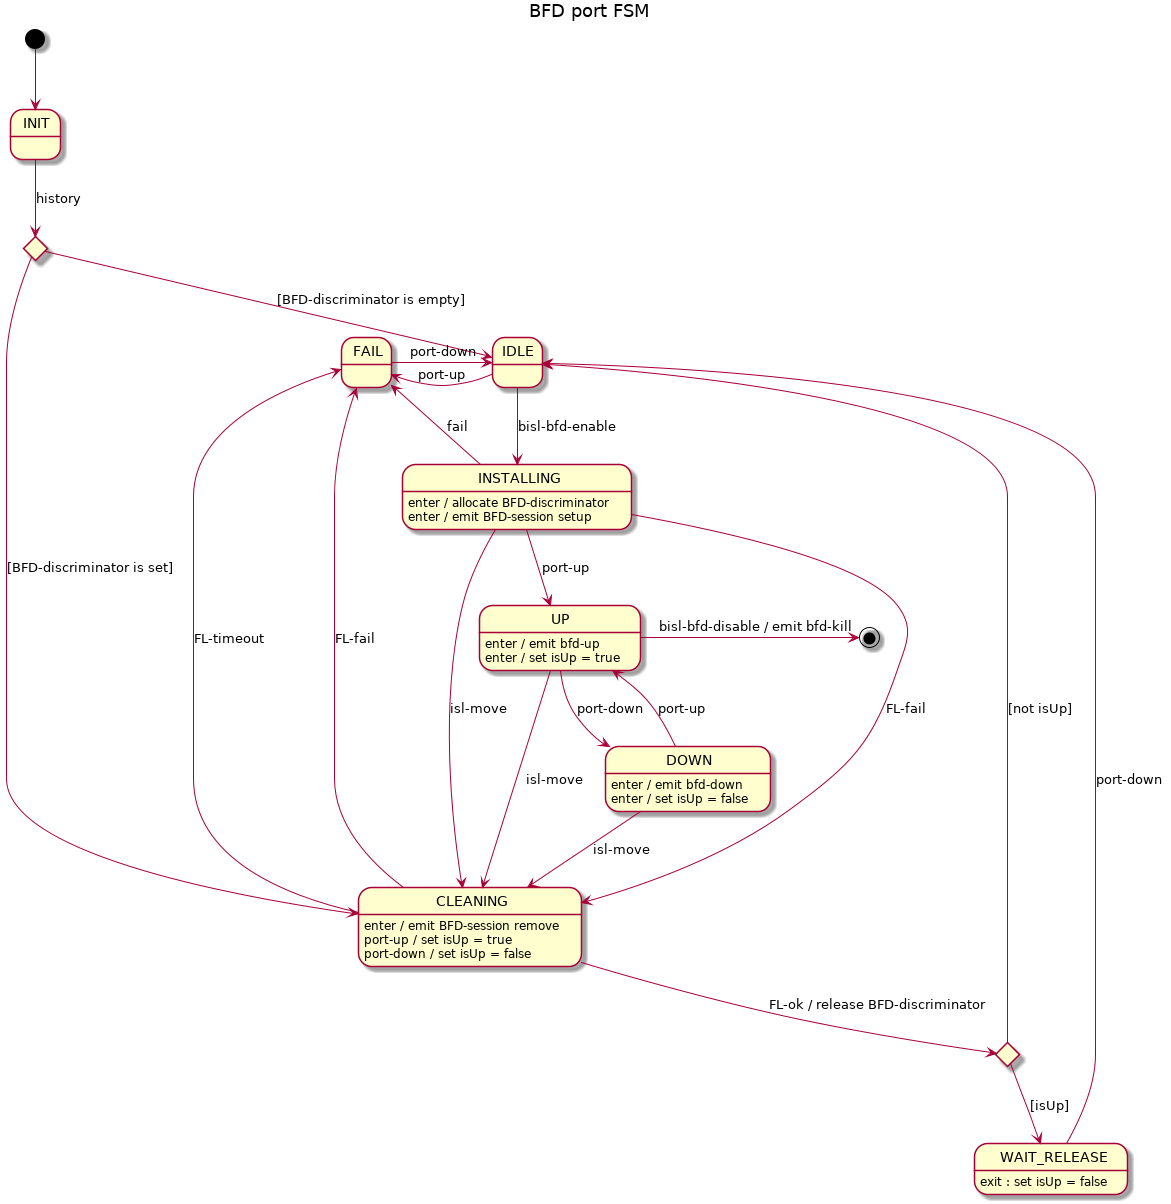 BFD port FSM
INIT
history
[BFD-discriminator is empty]
FAIL
port-down
IDLE
port-up
fail
bisl-bfd-enable
INSTALLING
enter / allocate BFD-discriminator
enter / emit BFD-session setup
[BFD-discriminator is set]
port-up
UP
enter / emit bfd-up
enter / set isUp = true
bisl-bfd-disable / emit bfd-kill
FL-timeout
FL-fail
isl-move
port-down
port-up
FL-fail
[not isUp]
DOWN
enter / emit bfd-down
enter / set isUp = false
isl-move
port-down
isl-move
CLEANING
enter / emit BFD-session remove
port-up / set isUp = true
port-down / set isUp = false
FL-ok / release BFD-discriminator
[isUp]
WAIT_RELEASE
exit : set isUp = false